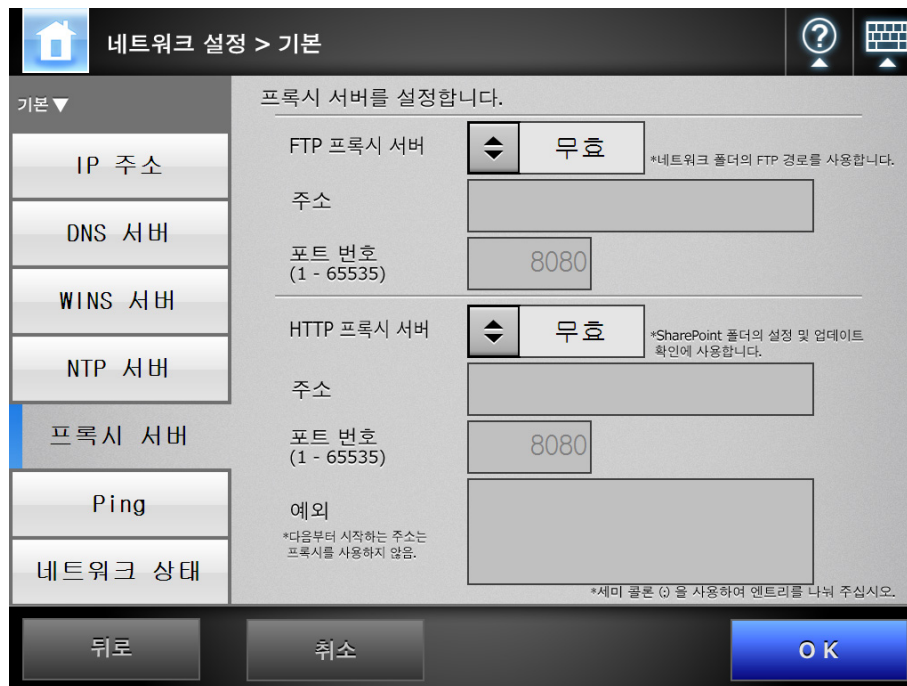 네트워크 설정 > 기본
기본▼
IP 주소
DNS 서버
WINS 서버
NTP 서버
프록시 서버
Ping
네트워크 상태
프록시 서버를 설정합니다.
FTP 프록시 서버
무효
*네트워크 폴더의 FTP 경로를 사용합니다.
주소
포트 번호
(1 - 65535)
8080
HTTP 프록시 서버
무효
*SharePoint 폴더의 설정 및 업데이트
확인에 사용합니다.
주소
포트 번호
(1 - 65535)
8080
예외
*다음부터 시작하는 주소는
프록시를 사용하지 않음.
*세미 콜론 (;) 을 사용하여 엔트리를 나눠 주십시오.
뒤로
취소
OK